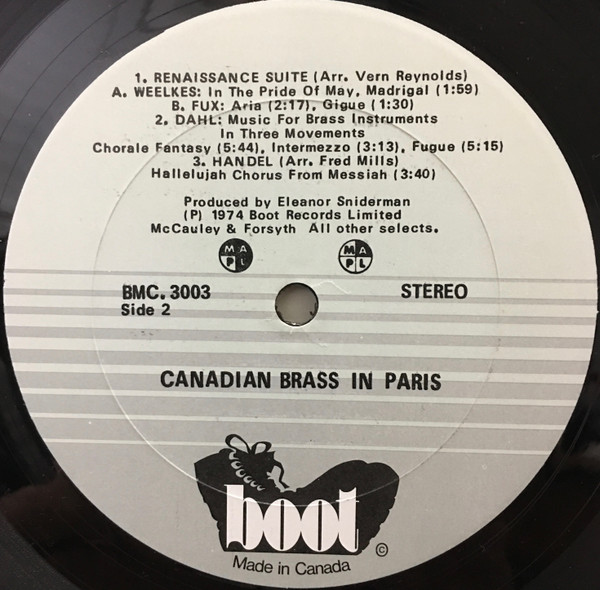 1. RENAISSANCE SUITE (Arr. Vern Reynolds)
A. WEELKES: In The Pride Of May, Madrigal (1:59)
B. FUX: Aria (2:17), Gigue (1:30)
2. DAHL: Music For Brass Instruments
In Three Movements
Chorale Fantasy (5:44), Intermezzo (3:13), Fugue (5:15)
3. HANDEL (Arr. Fred Mills)
Hallelujah Chorus From Messiah (3:40)
Produced by Eleanor Sniderman
(P) 1974 Boot Records Limited
McCauley & Forsyth All other selects.
M A P L M A P L
BMC. 3003 STEREO
Side 2
CANADIAN BRASS IN PARIS
boot ©
Made in Canada